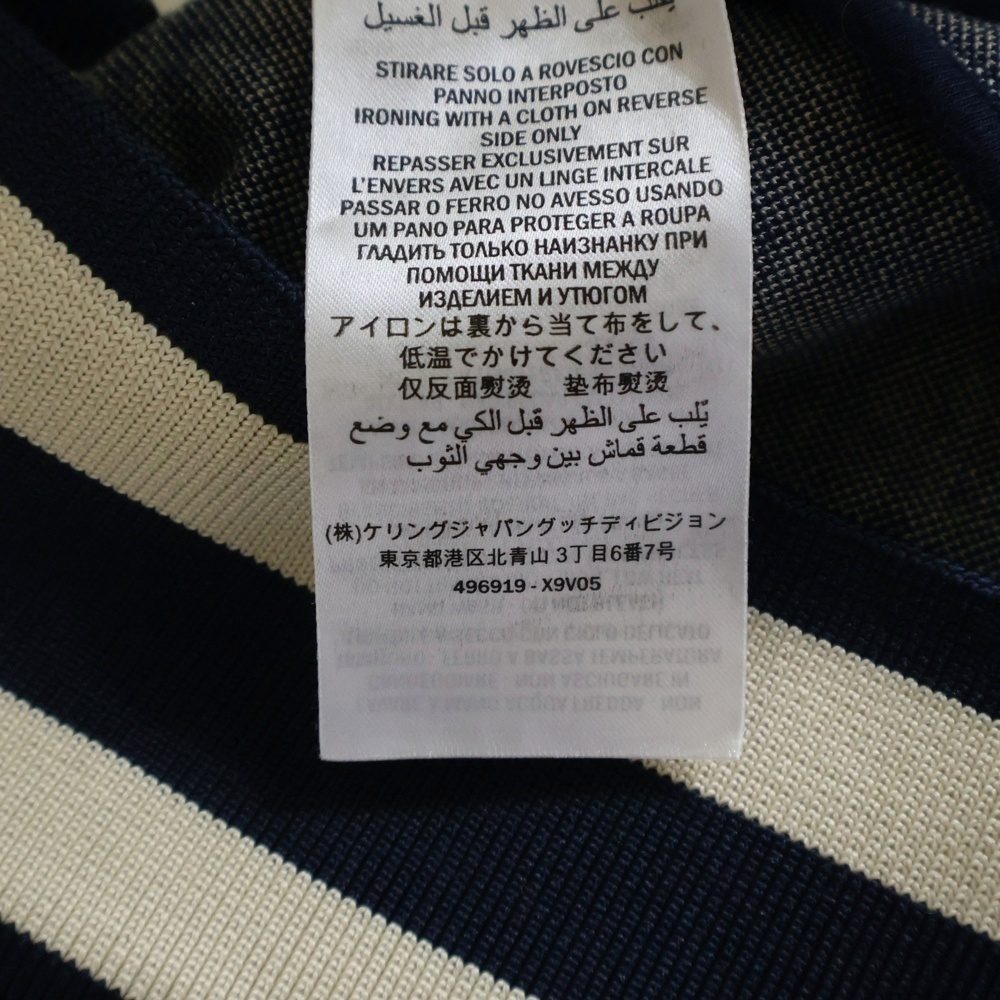 يُقلب على الظهر قبل الغسيل
STIRARE SOLO A ROVESCIO CON
PANNO INTERPOSTO
IRONING WITH A CLOTH ON REVERSE
SIDE ONLY
REPASSER EXCLUSIVEMENT SUR
L'ENVERS AVEC UN LINGE INTERCALE
PASSAR O FERRO NO AVESSO USANDO
UM PANO PARA PROTEGER A ROUPA
ГЛАДИТЬ ТОЛЬКО НАИЗНАНКУ ПРИ
ПОМОЩИ ТКАНИ МЕЖДУ
ИЗДЕЛИЕМ И УТЮГОМ
アイロンは裏から当て布をして、
低温でかけてください
仅反面熨烫　垫布熨烫
يّلب على الظهر قبل الكي مع وضع
قطعة قماش بين وجهي الثوب
(株)ケリングジャパングッチディビジョン
東京都港区北青山 3丁目6番7号
496919 - X9V05